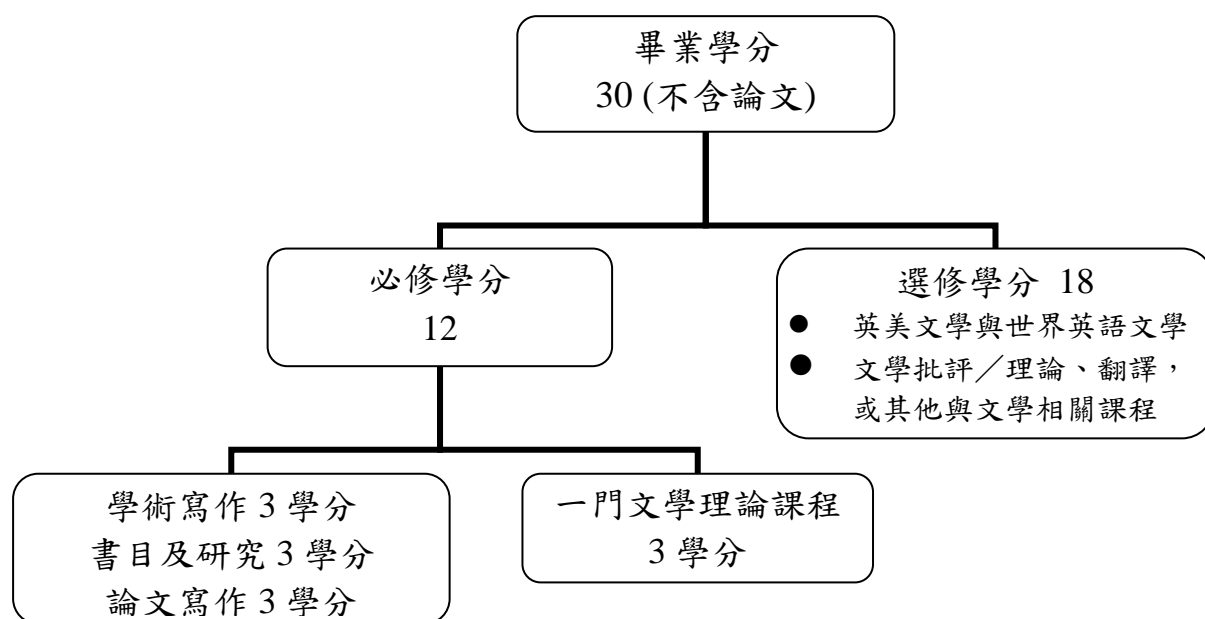 畢業學分
30 (不含論文)
必修學分
12
選修學分 18
● 英美文學與世界英語文學
● 文學批評／理論、翻譯，
或其他與文學相關課程
學術寫作 3 學分
書目及研究 3 學分
論文寫作 3 學分
一門文學理論課程
3 學分